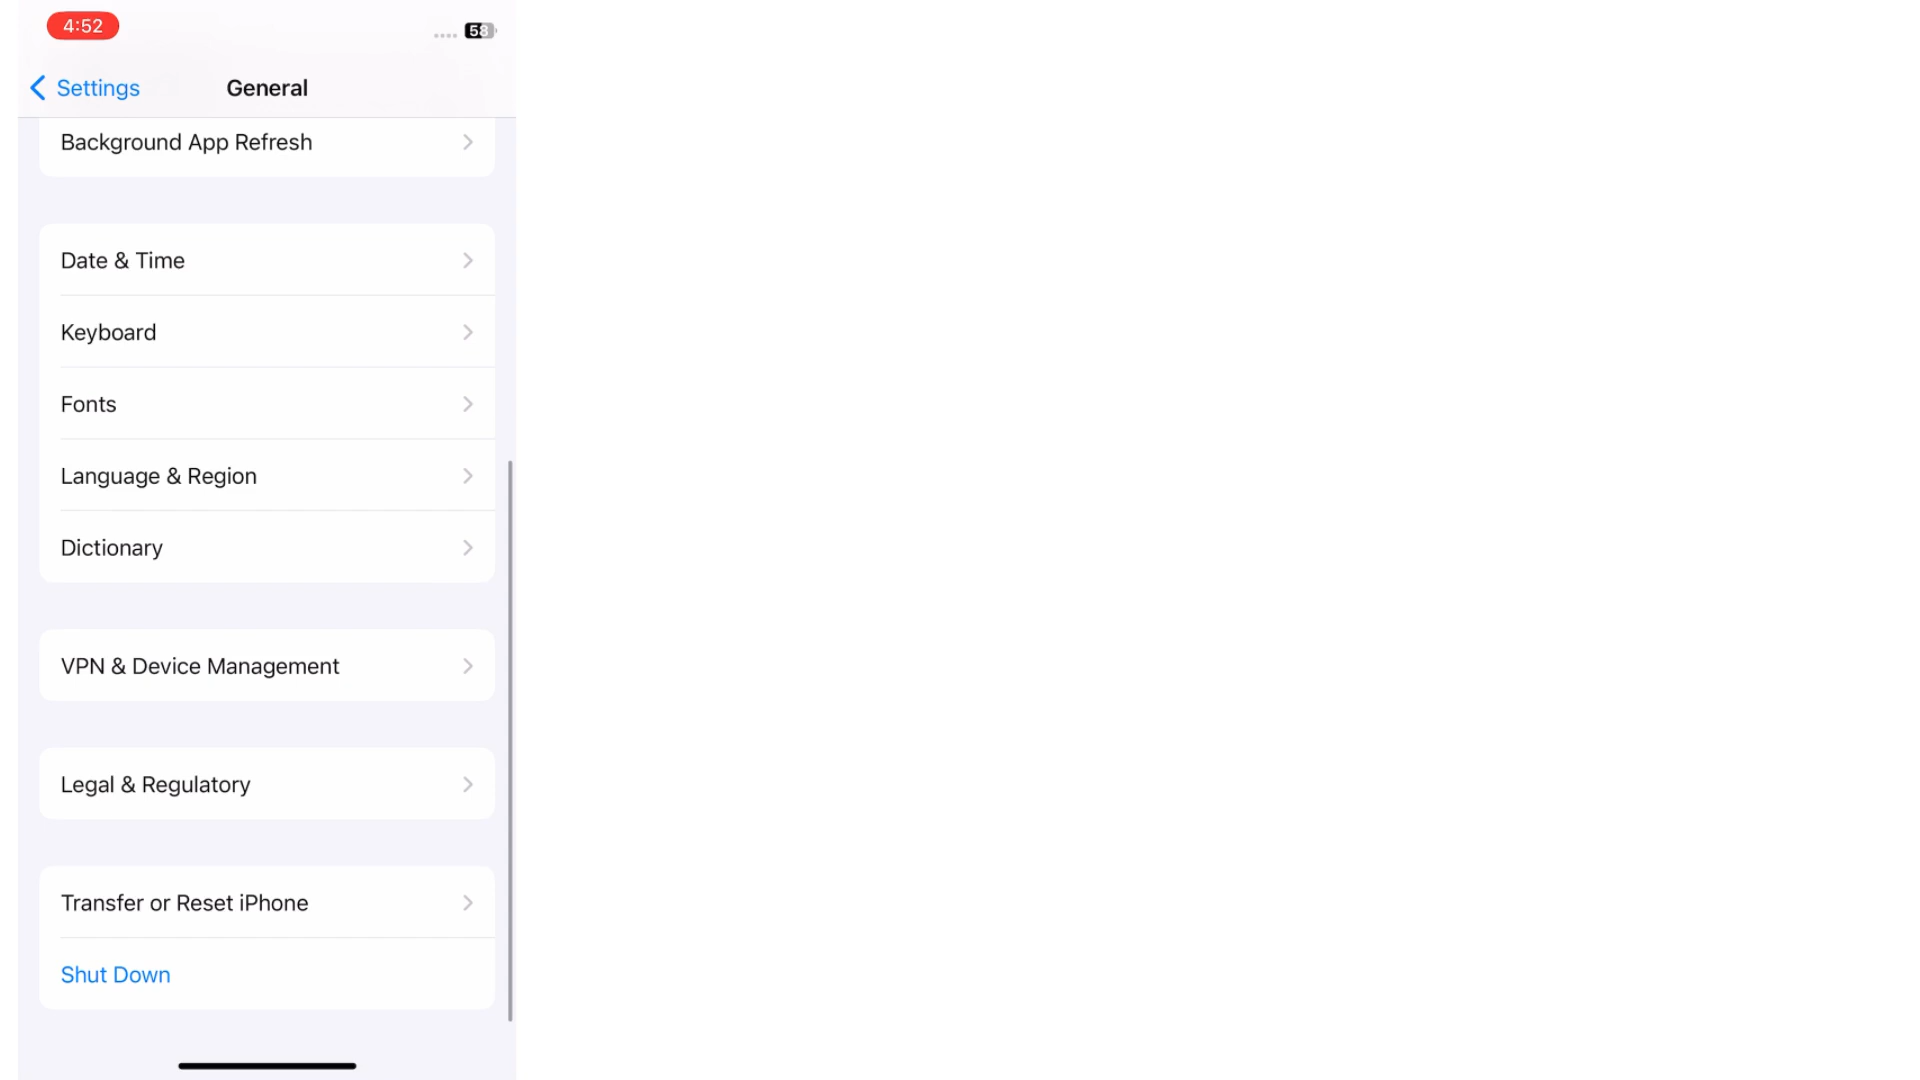 4:52
58
Settings
General
Background App Refresh
Date & Time
Keyboard
Fonts
Language & Region
Dictionary
VPN & Device Management
Legal & Regulatory
Transfer or Reset iPhone
Shut Down